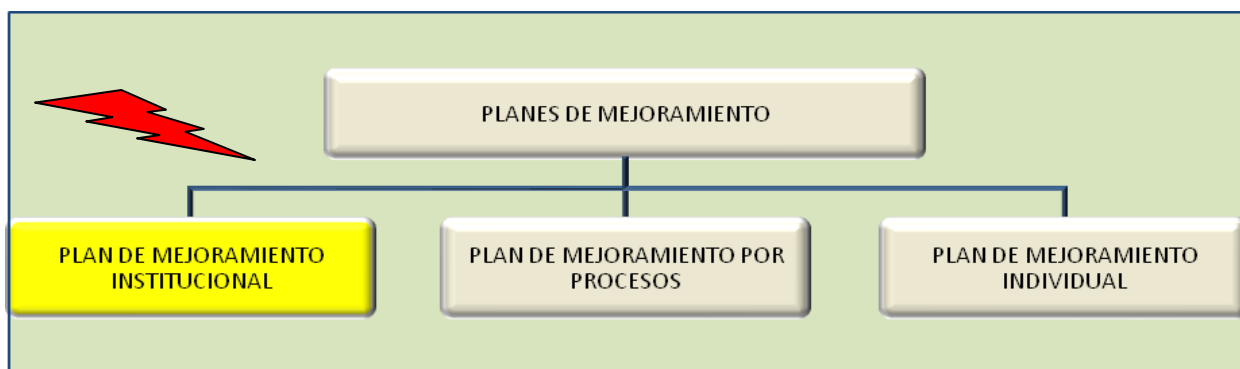 PLANES DE MEJORAMIENTO
PLAN DE MEJORAMIENTO
INSTITUCIONAL
PLAN DE MEJORAMIENTO POR
PROCESOS
PLAN DE MEJORAMIENTO
INDIVIDUAL